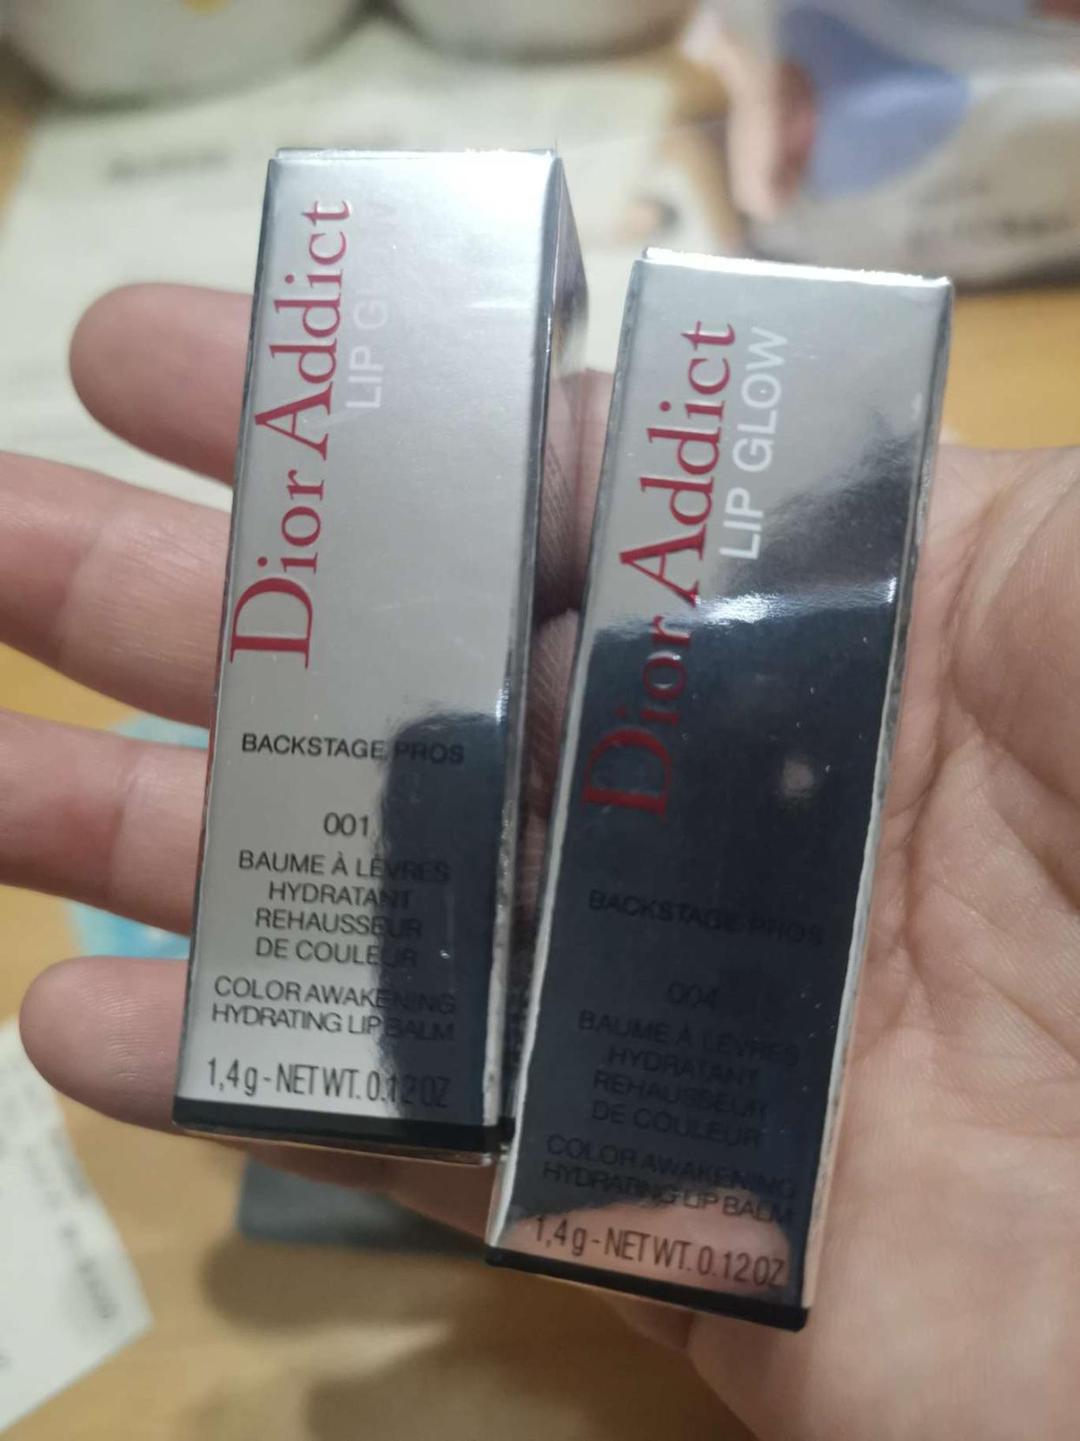 Dior Addict
LIP GLOW
BACKSTAGE PROS
001
BAUME À LÈVRES
HYDRATANT
REHAUSSEUR
DE COULEUR
COLOR AWAKENING
HYDRATING LIP BALM
1,4 g - NET WT. 0.12 OZ
Dior Addict
LIP GLOW
BACKSTAGE PROS
004
BAUME À LÈVRES
HYDRATANT
REHAUSSEUR
DE COULEUR
COLOR AWAKENING
HYDRATING LIP BALM
1,4 g - NET WT. 0.12 OZ